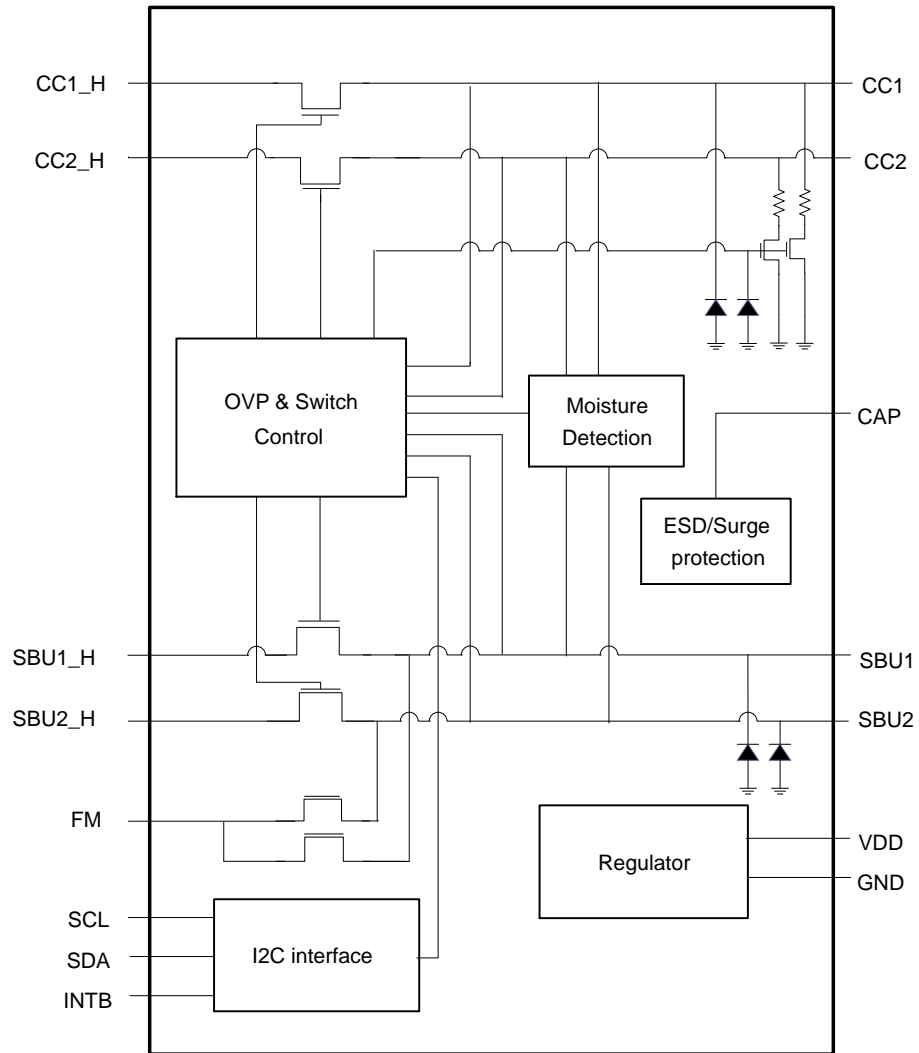 CC1_H
CC1
CC2_H
CC2
OVP & Switch
Control
Moisture
Detection
CAP
ESD/Surge
protection
SBU1_H
SBU1
SBU2_H
SBU2
FM
Regulator
VDD
GND
SCL
SDA
INTB
I2C interface